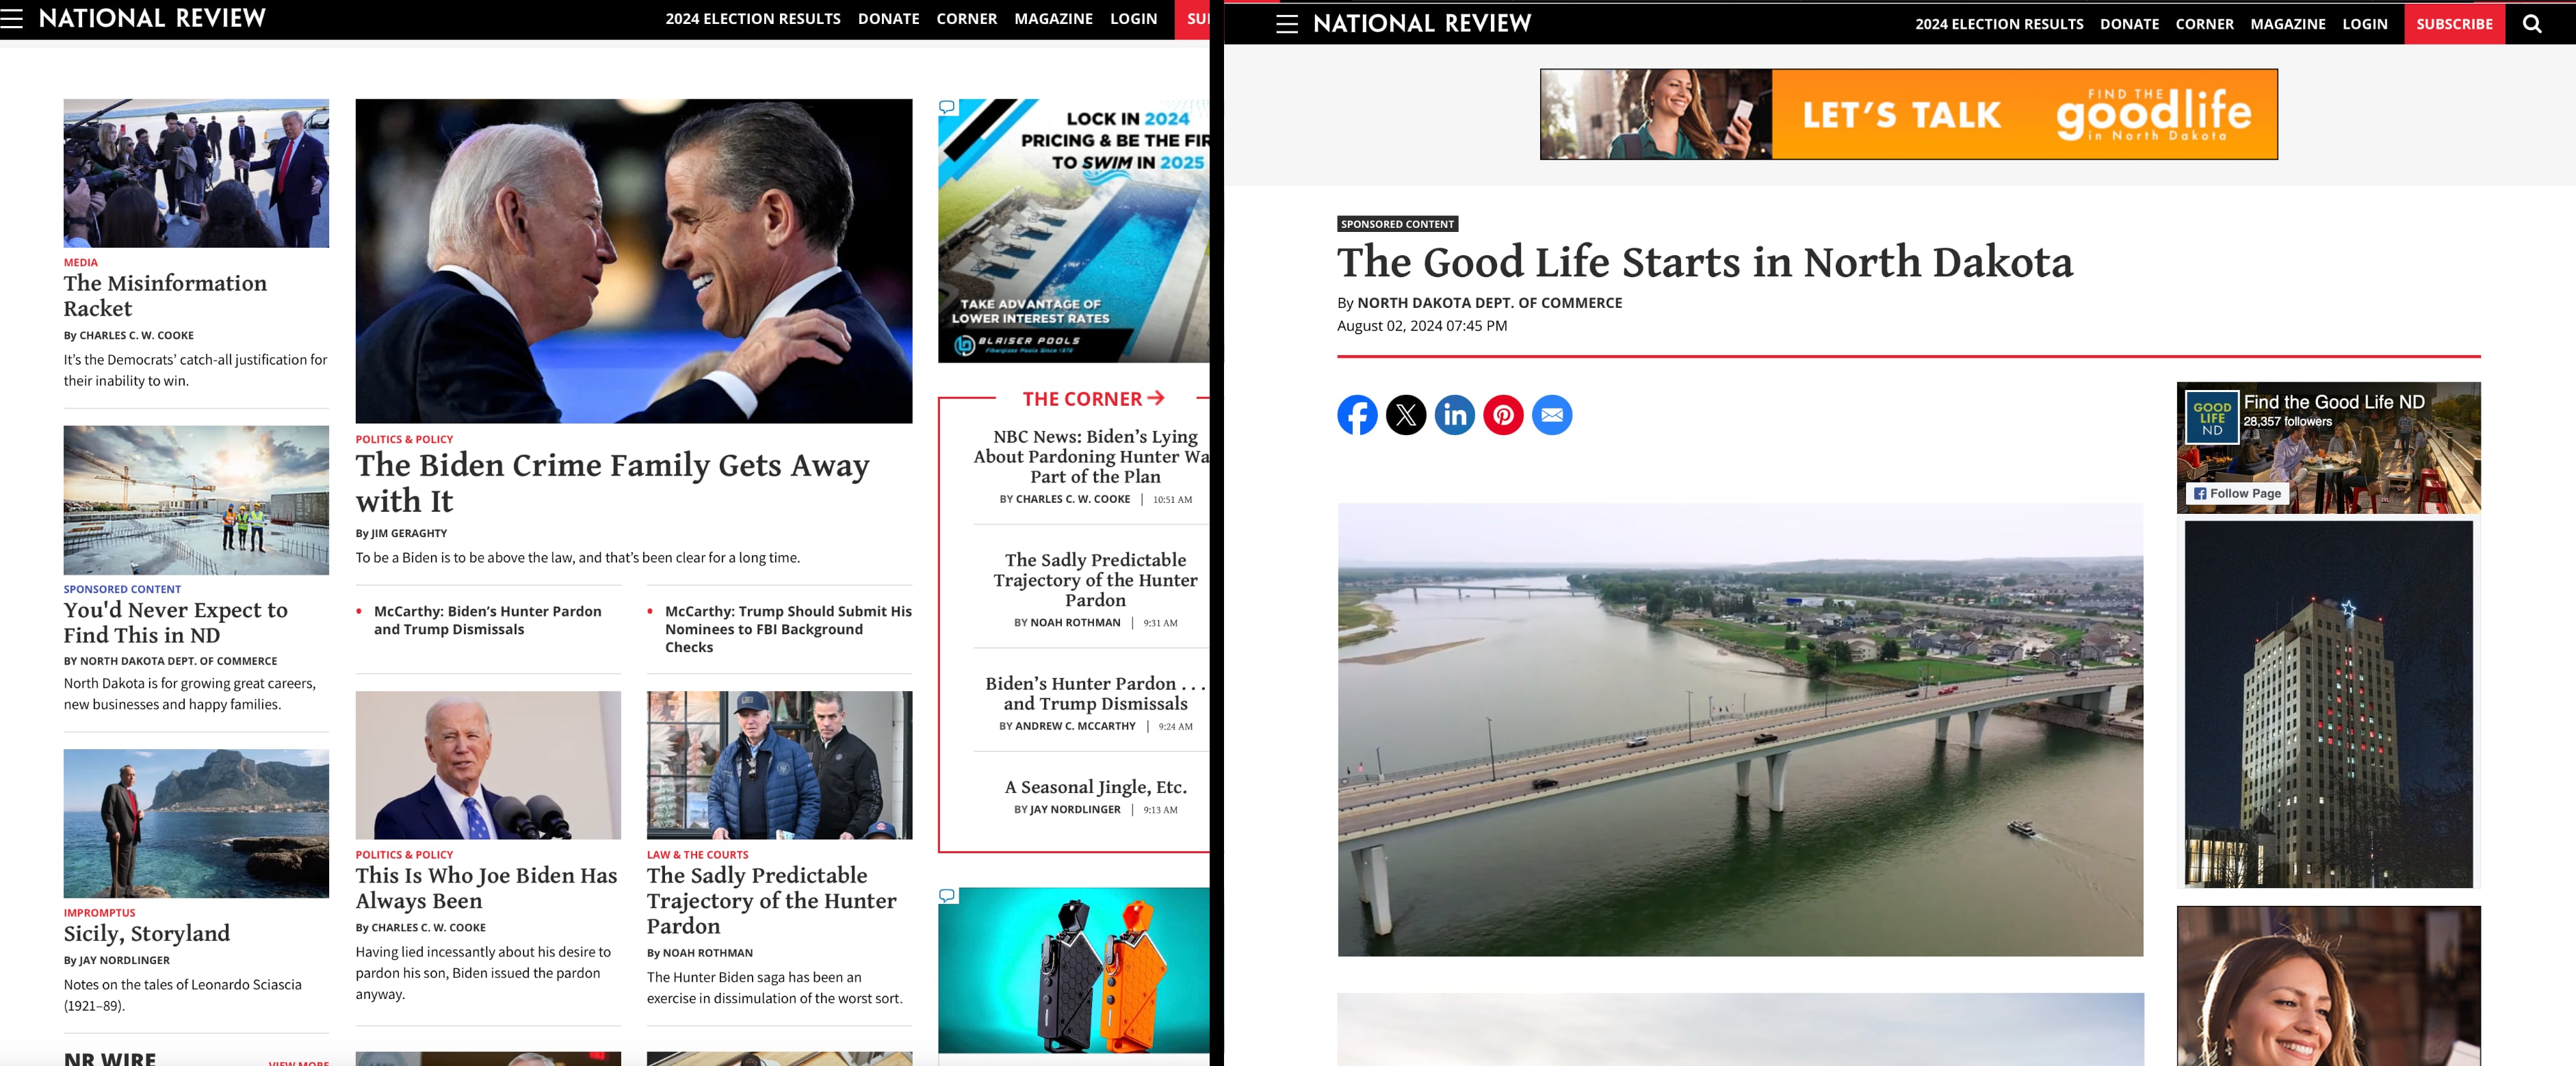 NATIONAL REVIEW
2024 ELECTION RESULTS DONATE CORNER MAGAZINE LOGIN
MEDIA
The Misinformation
Racket
By CHARLES C. W. COOKE
It's the Democrats' catch-all justification for
their inability to win.
SPONSORED CONTENT
You'd Never Expect to
Find This in ND
BY NORTH DAKOTA DEPT. OF COMMERCE
North Dakota is for growing great careers,
new businesses and happy families.
IMPROMPTUS
Sicily, Storyland
By JAY NORDLINGER
Notes on the tales of Leonardo Sciascia
(1921–89).
NR WIRE
VIEW MORE
POLITICS & POLICY
The Biden Crime Family Gets Away
with It
By JIM GERAGHTY
To be a Biden is to be above the law, and that's been clear for a long time.
• McCarthy: Biden's Hunter Pardon
and Trump Dismissals
• McCarthy: Trump Should Submit His
Nominees to FBI Background
Checks
POLITICS & POLICY
This Is Who Joe Biden Has
Always Been
By CHARLES C. W. COOKE
Having lied incessantly about his desire to
pardon his son, Biden issued the pardon
anyway.
LAW & THE COURTS
The Sadly Predictable
Trajectory of the Hunter
Pardon
By NOAH ROTHMAN
The Hunter Biden saga has been an
exercise in dissimulation of the worst sort.
LOCK IN 2024
PRICING & BE THE FIR
TO SWIM IN 2025
TAKE ADVANTAGE OF
LOWER INTEREST RATES
BLAISER POOLS
Fiberglass Pools Since 1972
THE CORNER →
NBC News: Biden's Lying
About Pardoning Hunter Wa
Part of the Plan
BY CHARLES C. W. COOKE | 10:51 AM
The Sadly Predictable
Trajectory of the Hunter
Pardon
BY NOAH ROTHMAN | 9:31 AM
Biden's Hunter Pardon . . .
and Trump Dismissals
BY ANDREW C. MCCARTHY | 9:24 AM
A Seasonal Jingle, Etc.
BY JAY NORDLINGER | 9:13 AM
NATIONAL REVIEW
2024 ELECTION RESULTS DONATE CORNER MAGAZINE LOGIN SUBSCRIBE
LET'S TALK
FIND THE
goodlife
in North Dakota
SPONSORED CONTENT
The Good Life Starts in North Dakota
By NORTH DAKOTA DEPT. OF COMMERCE
August 02, 2024 07:45 PM
GOOD
LIFE
ND
Find the Good Life ND
28,357 followers
Follow Page